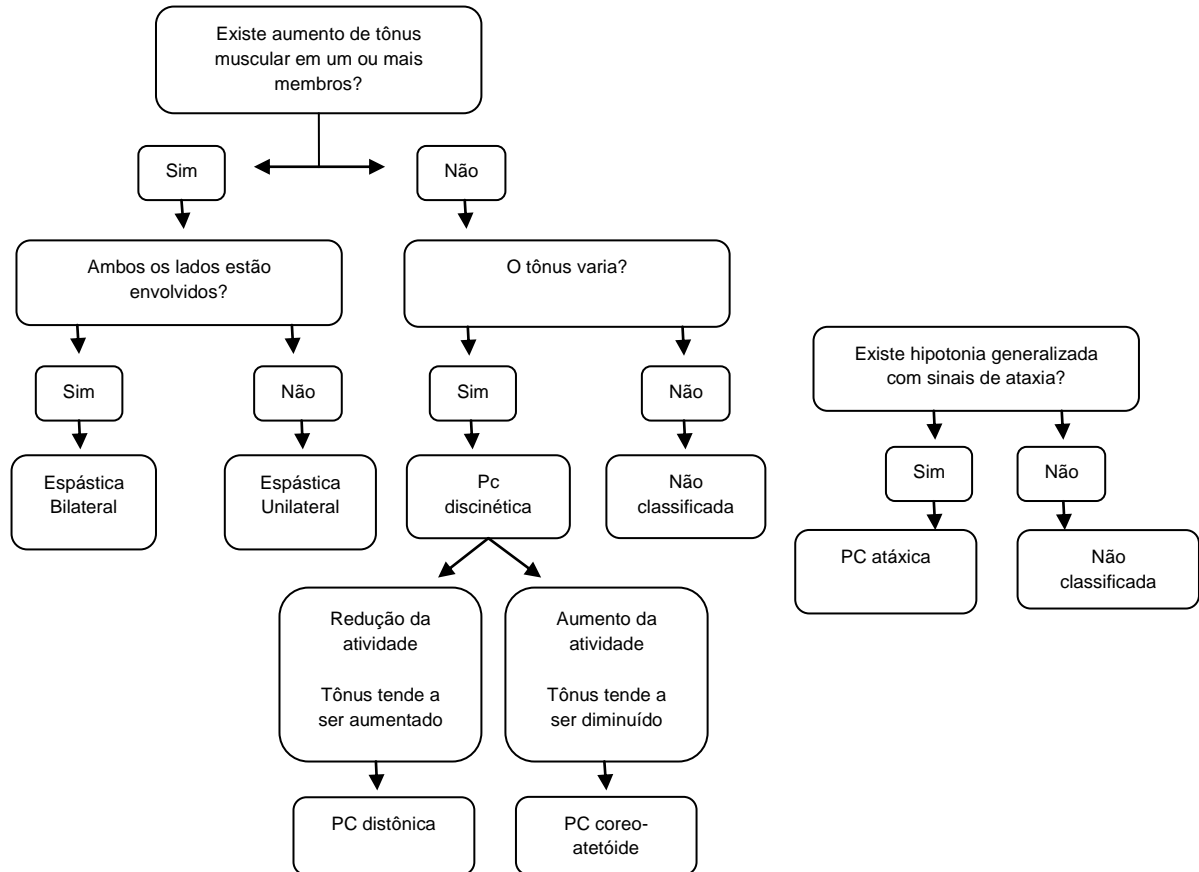 Existe aumento de tônus
muscular em um ou mais
membros?
Sim
Não
Ambos os lados estão
envolvidos?
O tônus varia?
Existe hipotonia generalizada
com sinais de ataxia?
Sim
Não
Sim
Não
Sim
Não
Espástica
Bilateral
Espástica
Unilateral
Pc
discinética
Não
classificada
PC atáxica
Não
classificada
Redução da
atividade
Tônus tende a
ser aumentado
Aumento da
atividade
Tônus tende a
ser diminuído
PC distônica
PC coreo-
atetóide